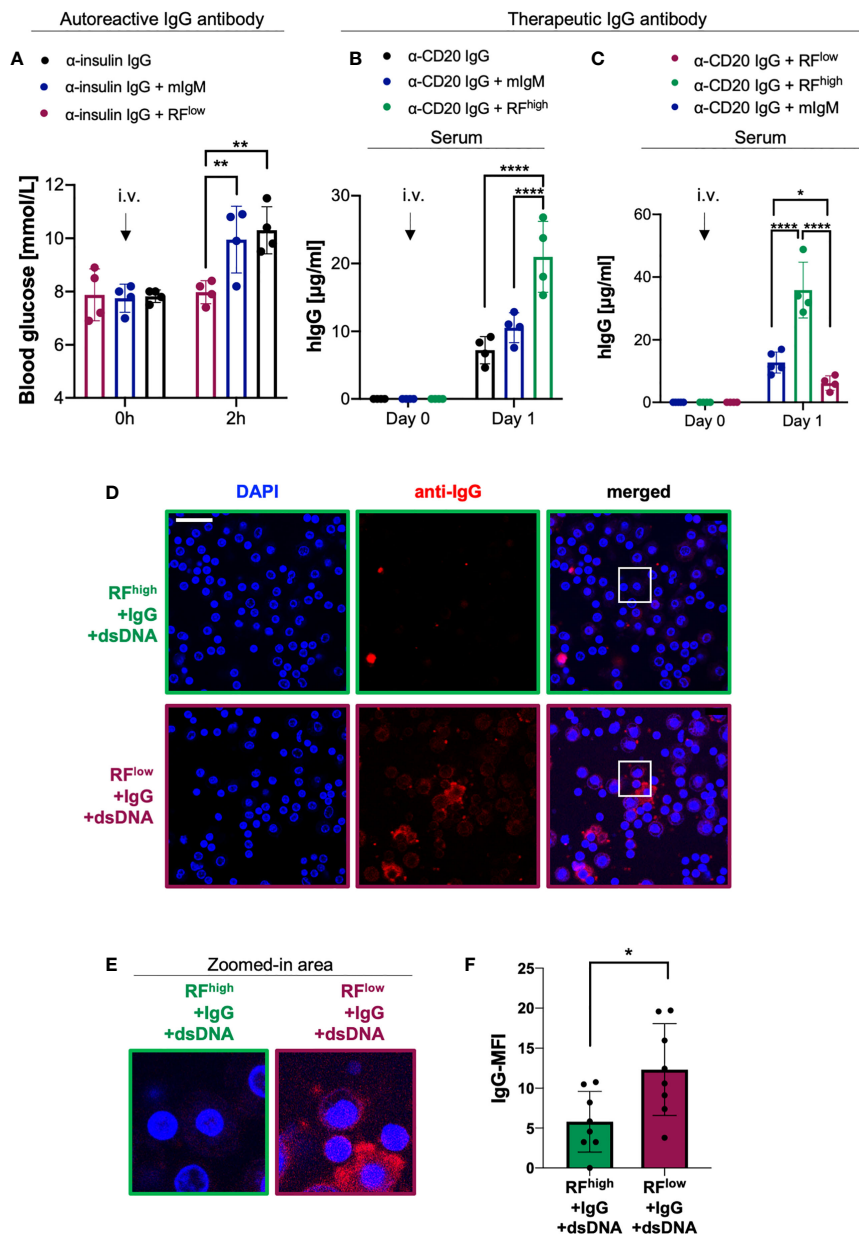 Autoreactive IgG antibody
Therapeutic IgG antibody
A
α-insulin IgG
α-insulin IgG + mIgM
α-insulin IgG + RFlow
**
**
i.v.
Blood glucose [mmol/L]
12
10
8
6
4
0h
2h
B
α-CD20 IgG
α-CD20 IgG + mIgM
α-CD20 IgG + RFhigh
Serum
****
****
i.v.
hIgG [µg/ml]
30
20
10
0
Day 0
Day 1
C
α-CD20 IgG + RFlow
α-CD20 IgG + RFhigh
α-CD20 IgG + mIgM
Serum
*
**** ****
i.v.
hIgG [µg/ml]
60
40
20
0
Day 0
Day 1
D
DAPI
anti-IgG
merged
RFhigh
+IgG
+dsDNA
RFlow
+IgG
+dsDNA
E
Zoomed-in area
RFhigh
+IgG
+dsDNA
RFlow
+IgG
+dsDNA
F
*
IgG-MFI
25
20
15
10
5
0
RFhigh
+IgG
+dsDNA
RFlow
+IgG
+dsDNA